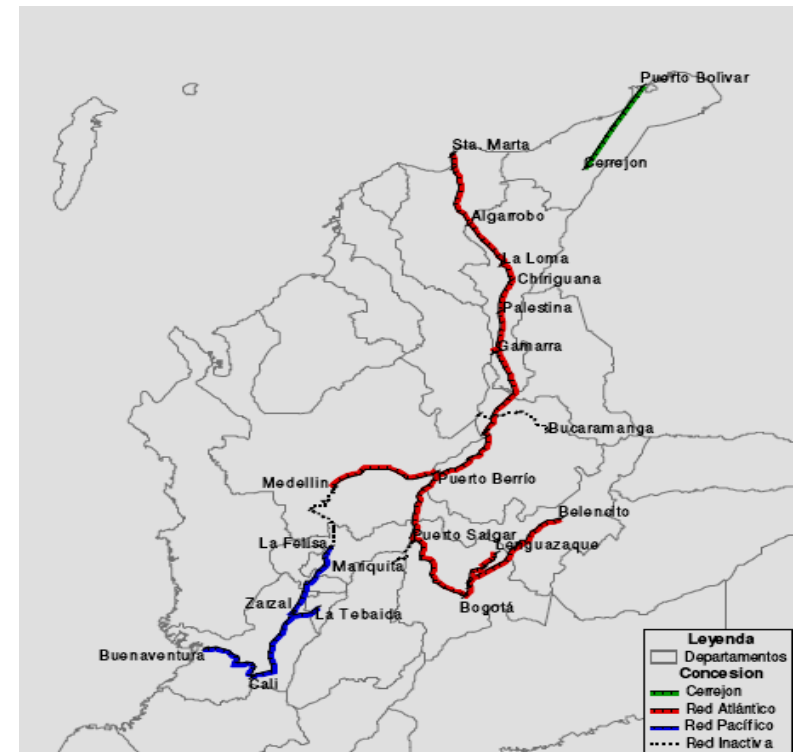 Puerto Bolivar
Sta. Marta
Cerrejon
Algarrobo
La Loma
Chiriguana
Palestina
Gamarra
Bucaramanga
Medellin
Puerto Berrío
Belencito
La Felisa
Puerto Salgar
Lenguazaque
Mariquita
Zarzal
La Tebaida
Bogotá
Buenaventura
Cali
Leyenda
Departamentos
Concesion
Cerrejon
Red Atlántico
Red Pacífico
Red Inactiva